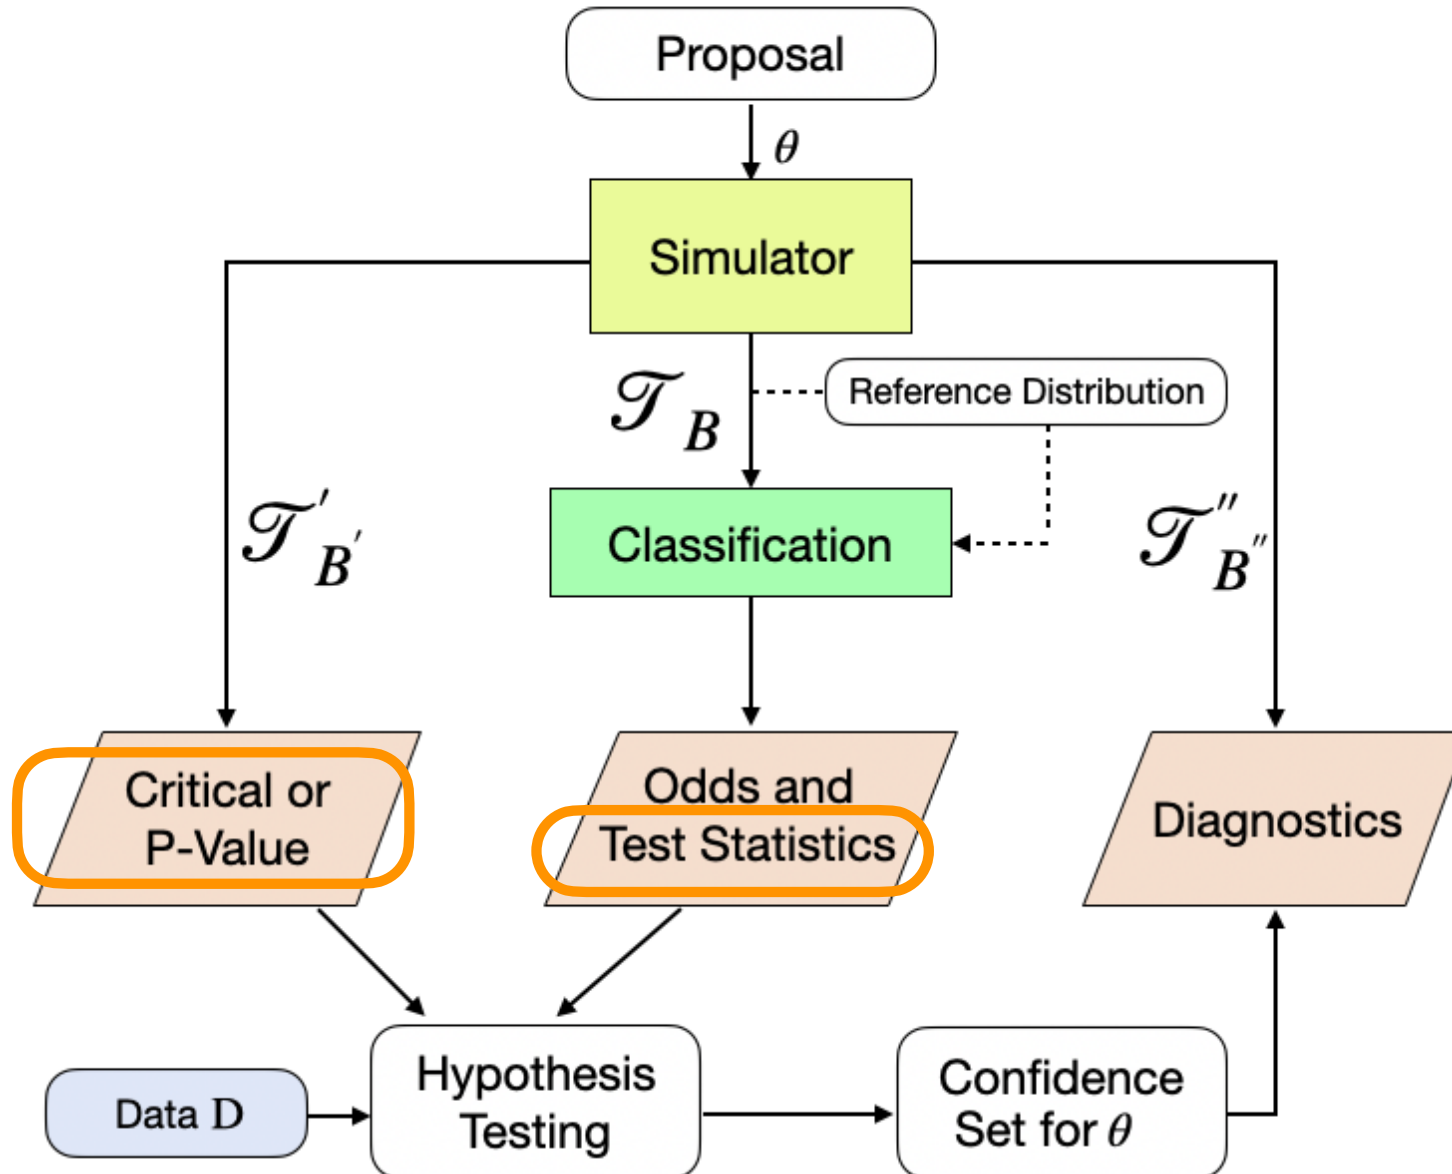 Proposal
θ
Simulator
𝒯 B
Reference Distribution
𝒯′ B′
Classification
𝒯″ B″
Critical or
P-Value
Odds and
Test Statistics
Diagnostics
Data D
Hypothesis
Testing
Confidence
Set for θ